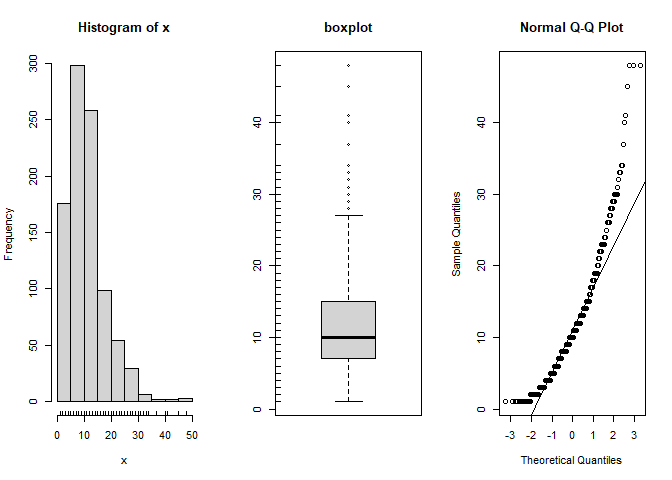 Histogram of x
Frequency
0 50 100 150 200 250 300
0 10 20 30 40 50
x
boxplot
0 10 20 30 40
Normal Q-Q Plot
Sample Quantiles
0 10 20 30 40
-3 -2 -1 0 1 2 3
Theoretical Quantiles